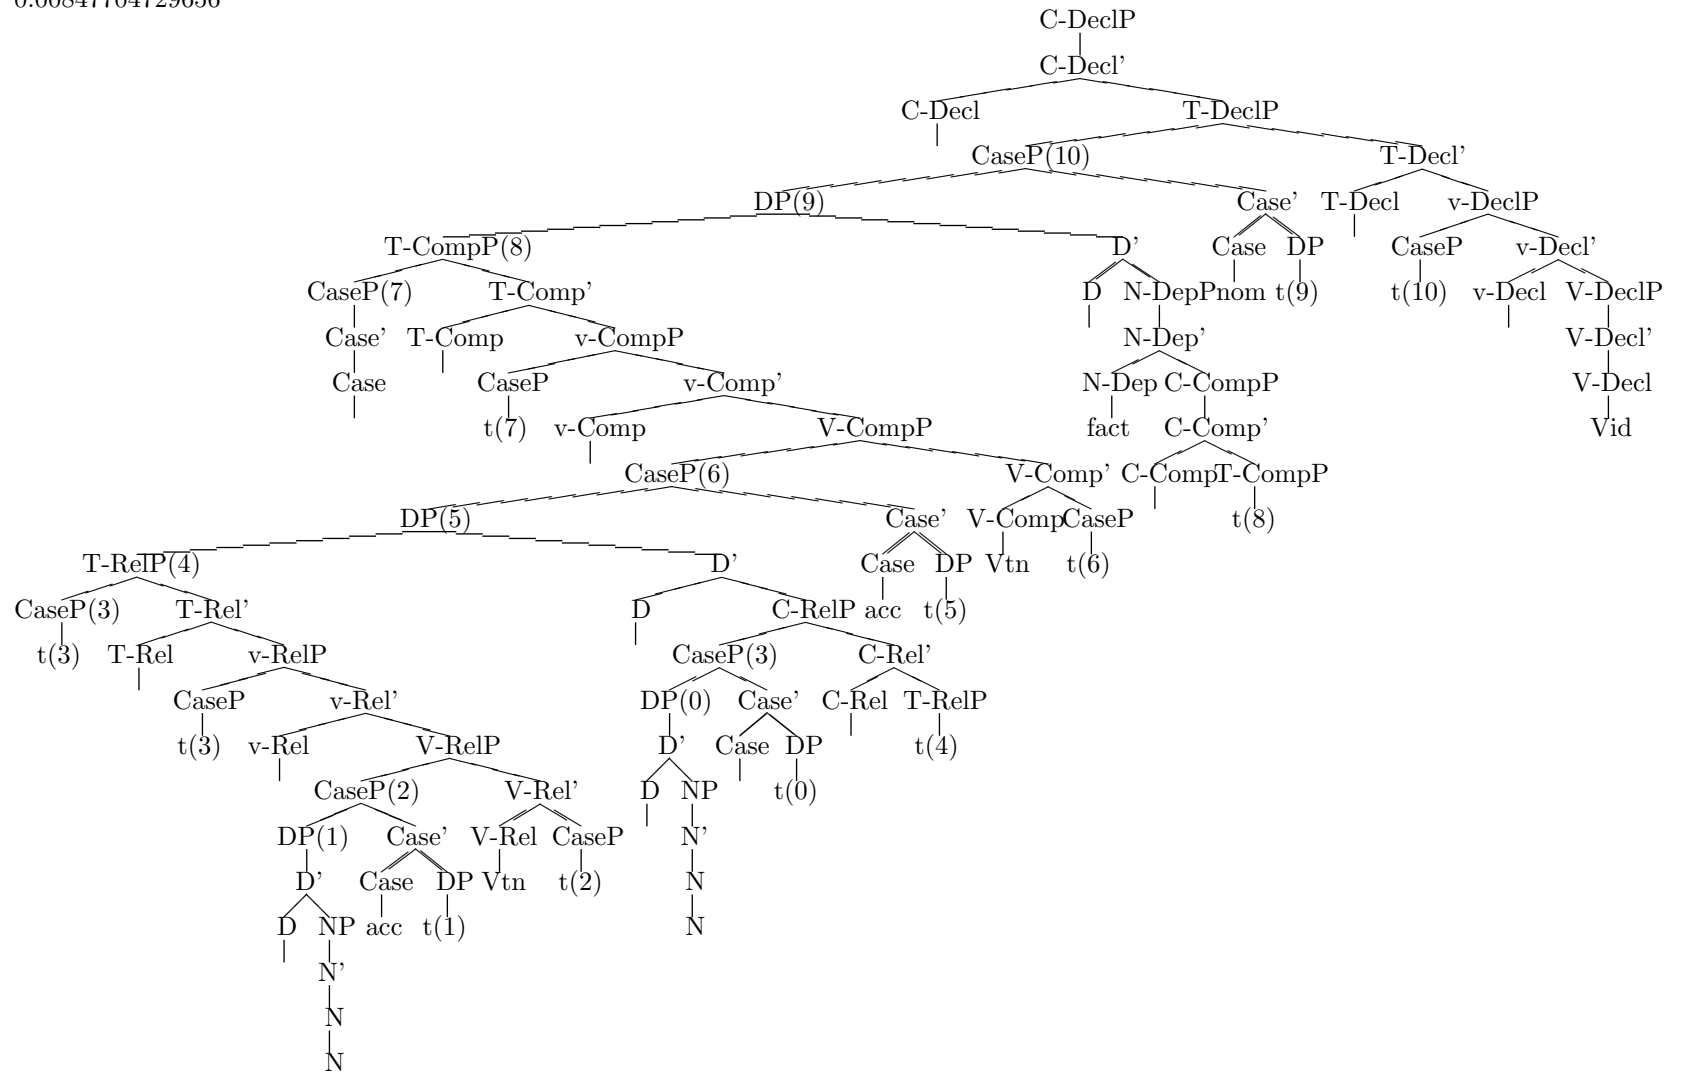 C-DeclP
C-Decl'
C-Decl T-DeclP
CaseP(10) T-Decl'
DP(9) Case' T-Decl v-DeclP
T-CompP(8) D' Case DP CaseP v-Decl'
CaseP(7) T-Comp' D N-DepP nom t(9) t(10) v-Decl V-DeclP
Case' T-Comp v-CompP N-Dep' V-Decl'
Case CaseP v-Comp' N-Dep C-CompP V-Decl
t(7) v-Comp V-CompP fact C-Comp' Vid
CaseP(6) V-Comp' C-Comp T-CompP
DP(5) Case' V-Comp CaseP t(8)
T-RelP(4) D' Case DP Vtn t(6)
CaseP(3) T-Rel' D C-RelP acc t(5)
t(3) T-Rel v-RelP CaseP(3) C-Rel'
CaseP v-Rel' DP(0) Case' C-Rel T-RelP
t(3) v-Rel V-RelP D' Case DP t(4)
CaseP(2) V-Rel' D NP t(0)
DP(1) Case' V-Rel CaseP N'
D' Case DP Vtn t(2) N
D NP acc t(1) N
N'
N
N